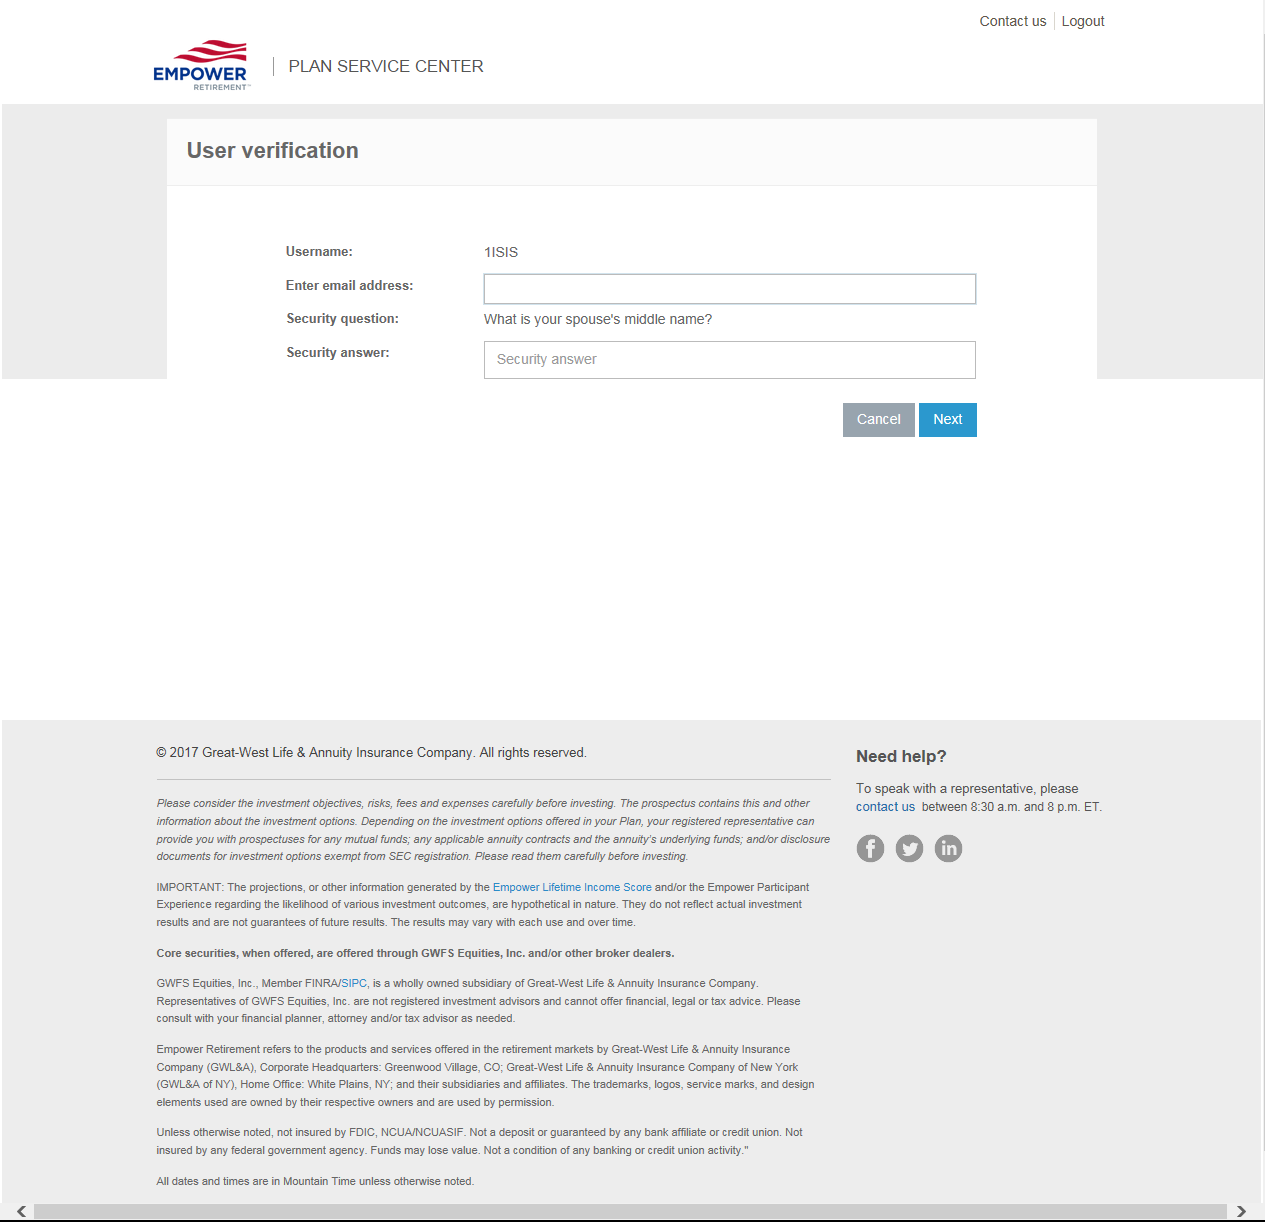 Contact us
Logout
EMPOWER
RETIREMENT™
PLAN SERVICE CENTER
User verification
Username:
1ISIS
Enter email address:
Security question:
What is your spouse's middle name?
Security answer:
Security answer
Cancel
Next
© 2017 Great-West Life & Annuity Insurance Company. All rights reserved.
Please consider the investment objectives, risks, fees and expenses carefully before investing. The prospectus contains this and other
information about the investment options. Depending on the investment options offered in your Plan, your registered representative can
provide you with prospectuses for any mutual funds; any applicable annuity contracts and the annuity's underlying funds; and/or disclosure
documents for investment options exempt from SEC registration. Please read them carefully before investing.
IMPORTANT: The projections, or other information generated by the Empower Lifetime Income Score and/or the Empower Participant
Experience regarding the likelihood of various investment outcomes, are hypothetical in nature. They do not reflect actual investment
results and are not guarantees of future results. The results may vary with each use and over time.
Core securities, when offered, are offered through GWFS Equities, Inc. and/or other broker dealers.
GWFS Equities, Inc., Member FINRA/SIPC, is a wholly owned subsidiary of Great-West Life & Annuity Insurance Company.
Representatives of GWFS Equities, Inc. are not registered investment advisors and cannot offer financial, legal or tax advice. Please
consult with your financial planner, attorney and/or tax advisor as needed.
Empower Retirement refers to the products and services offered in the retirement markets by Great-West Life & Annuity Insurance
Company (GWL&A), Corporate Headquarters: Greenwood Village, CO; Great-West Life & Annuity Insurance Company of New York
(GWL&A of NY), Home Office: White Plains, NY; and their subsidiaries and affiliates. The trademarks, logos, service marks, and design
elements used are owned by their respective owners and are used by permission.
Unless otherwise noted, not insured by FDIC, NCUA/NCUASIF. Not a deposit or guaranteed by any bank affiliate or credit union. Not
insured by any federal government agency. Funds may lose value. Not a condition of any banking or credit union activity."
All dates and times are in Mountain Time unless otherwise noted.
Need help?
To speak with a representative, please
contact us between 8:30 a.m. and 8 p.m. ET.